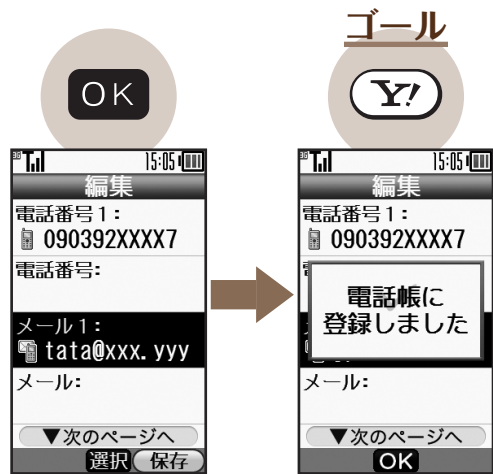 ゴール
OK
Y!
3G 15:05
編集
電話番号1:
090392XXXX7
電話番号:
メール1:
tata@xxx.yyy
メール:
▼次のページへ
選択 保存
3G 15:05
編集
電話番号1:
090392XXXX7
電話帳に
登録しました
メール:
▼次のページへ
OK